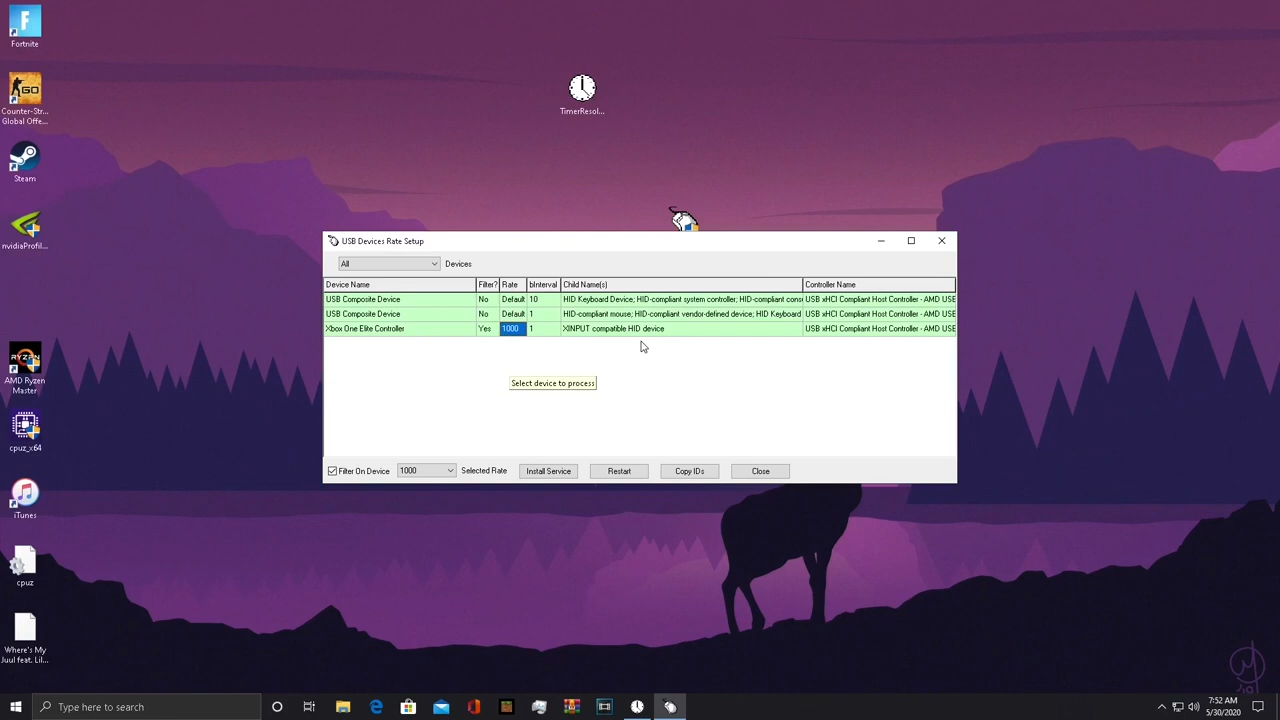 Fortnite
Counter-Str...
Global Offe...
Steam
nvidiaProfil...
AMD Ryzen
Master
cpuz_x64
iTunes
cpuz
Where's My
Juul feat. Lil...
TimerResol...
USB Devices Rate Setup
All Devices
Device Name Filter? Rate bInterval Child Name(s) Controller Name
USB Composite Device No Default 10 HID Keyboard Device; HID-compliant system controller; HID-compliant cons USB xHCI Compliant Host Controller - AMD USE
USB Composite Device No Default 1 HID-compliant mouse; HID-compliant vendor-defined device; HID Keyboard USB xHCI Compliant Host Controller - AMD USE
Xbox One Elite Controller Yes 1000 1 XINPUT compatible HID device USB xHCI Compliant Host Controller - AMD USE
Select device to process
Filter On Device 1000 Selected Rate Install Service Restart Copy IDs Close
Type here to search
7:52 AM
5/30/2020